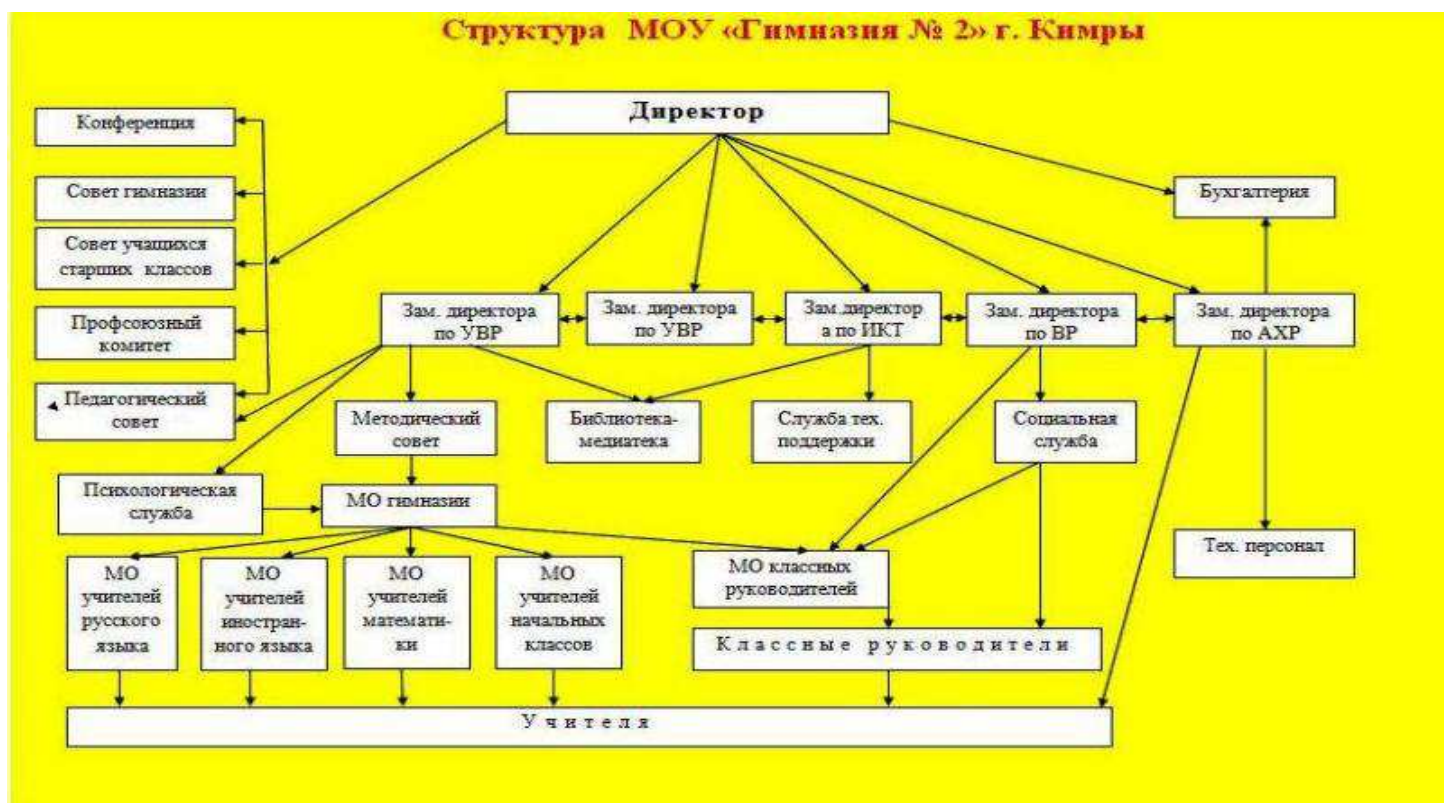 Структура МОУ «Гимназия № 2» г. Кимры
Директор
Конференция
Совет гимназии
Совет учащихся
старших классов
Профсоюзный
комитет
Педагогический
совет
Бухгалтерия
Зам. директора
по УВР
Зам. директора
по УВР
Зам.директор
а по ИКТ
Зам. директора
по ВР
Зам. директора
по АХР
Методический
совет
Библиотека-
медиатека
Служба тех.
поддержки
Социальная
служба
Психологическая
служба
МО гимназии
Тех. персонал
МО
учителей
русского
языка
МО
учителей
иностран-
ного языка
МО
учителей
математи-
ки
МО
учителей
начальных
классов
МО классных
руководителей
Классные руководители
Учителя